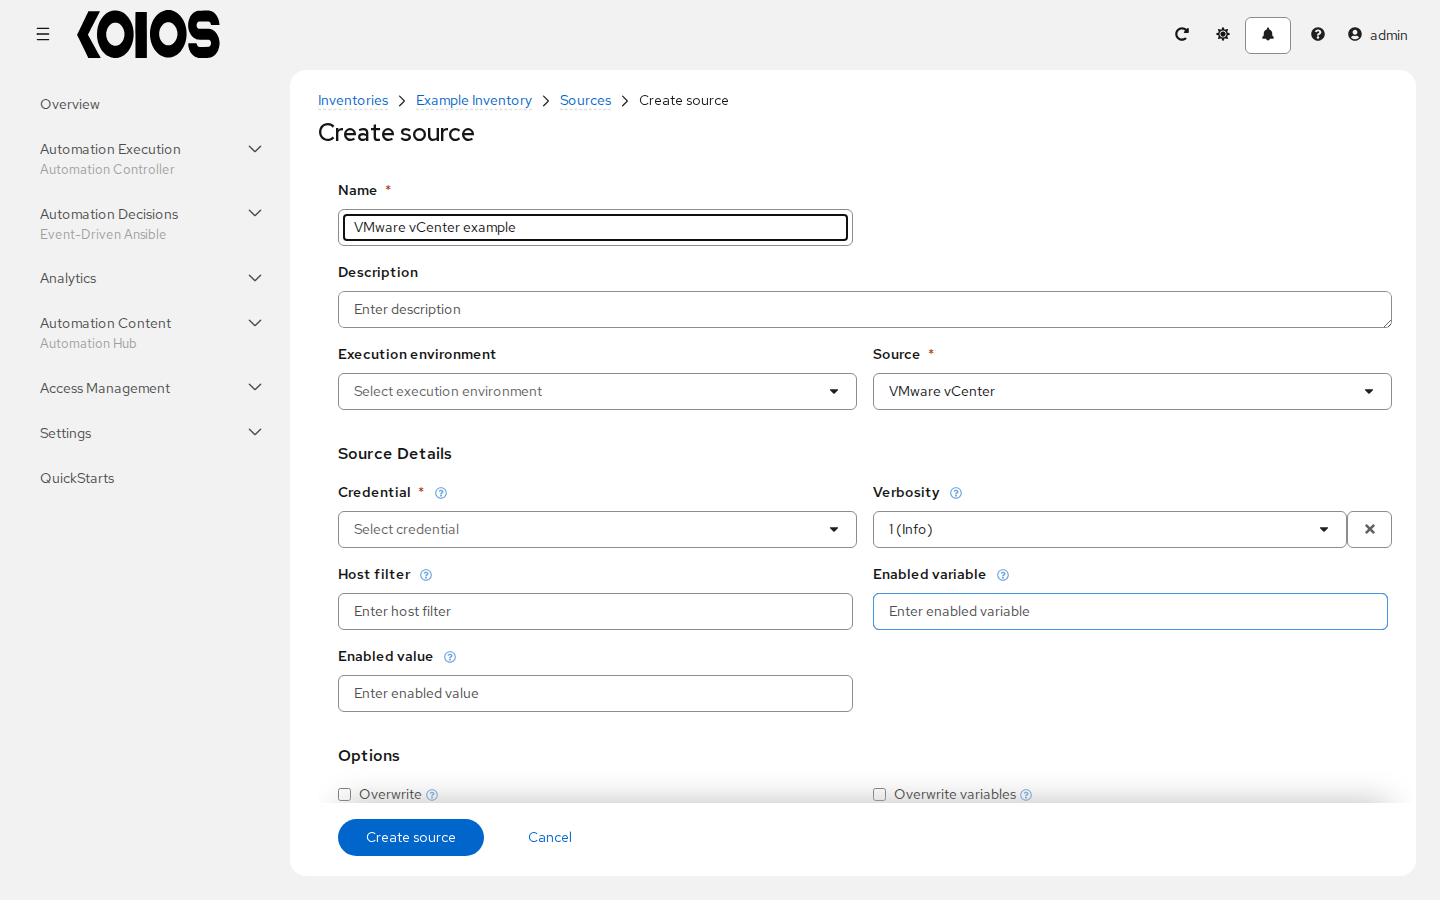 KOIOS
admin
Overview
Automation Execution
Automation Controller
Automation Decisions
Event-Driven Ansible
Analytics
Automation Content
Automation Hub
Access Management
Settings
QuickStarts
Inventories > Example Inventory > Sources > Create source
Create source
Name *
VMware vCenter example
Description
Enter description
Execution environment
Select execution environment
Source *
VMware vCenter
Source Details
Credential *
Select credential
Verbosity
1 (Info)
Host filter
Enter host filter
Enabled variable
Enter enabled variable
Enabled value
Enter enabled value
Options
Overwrite
Overwrite variables
Create source
Cancel